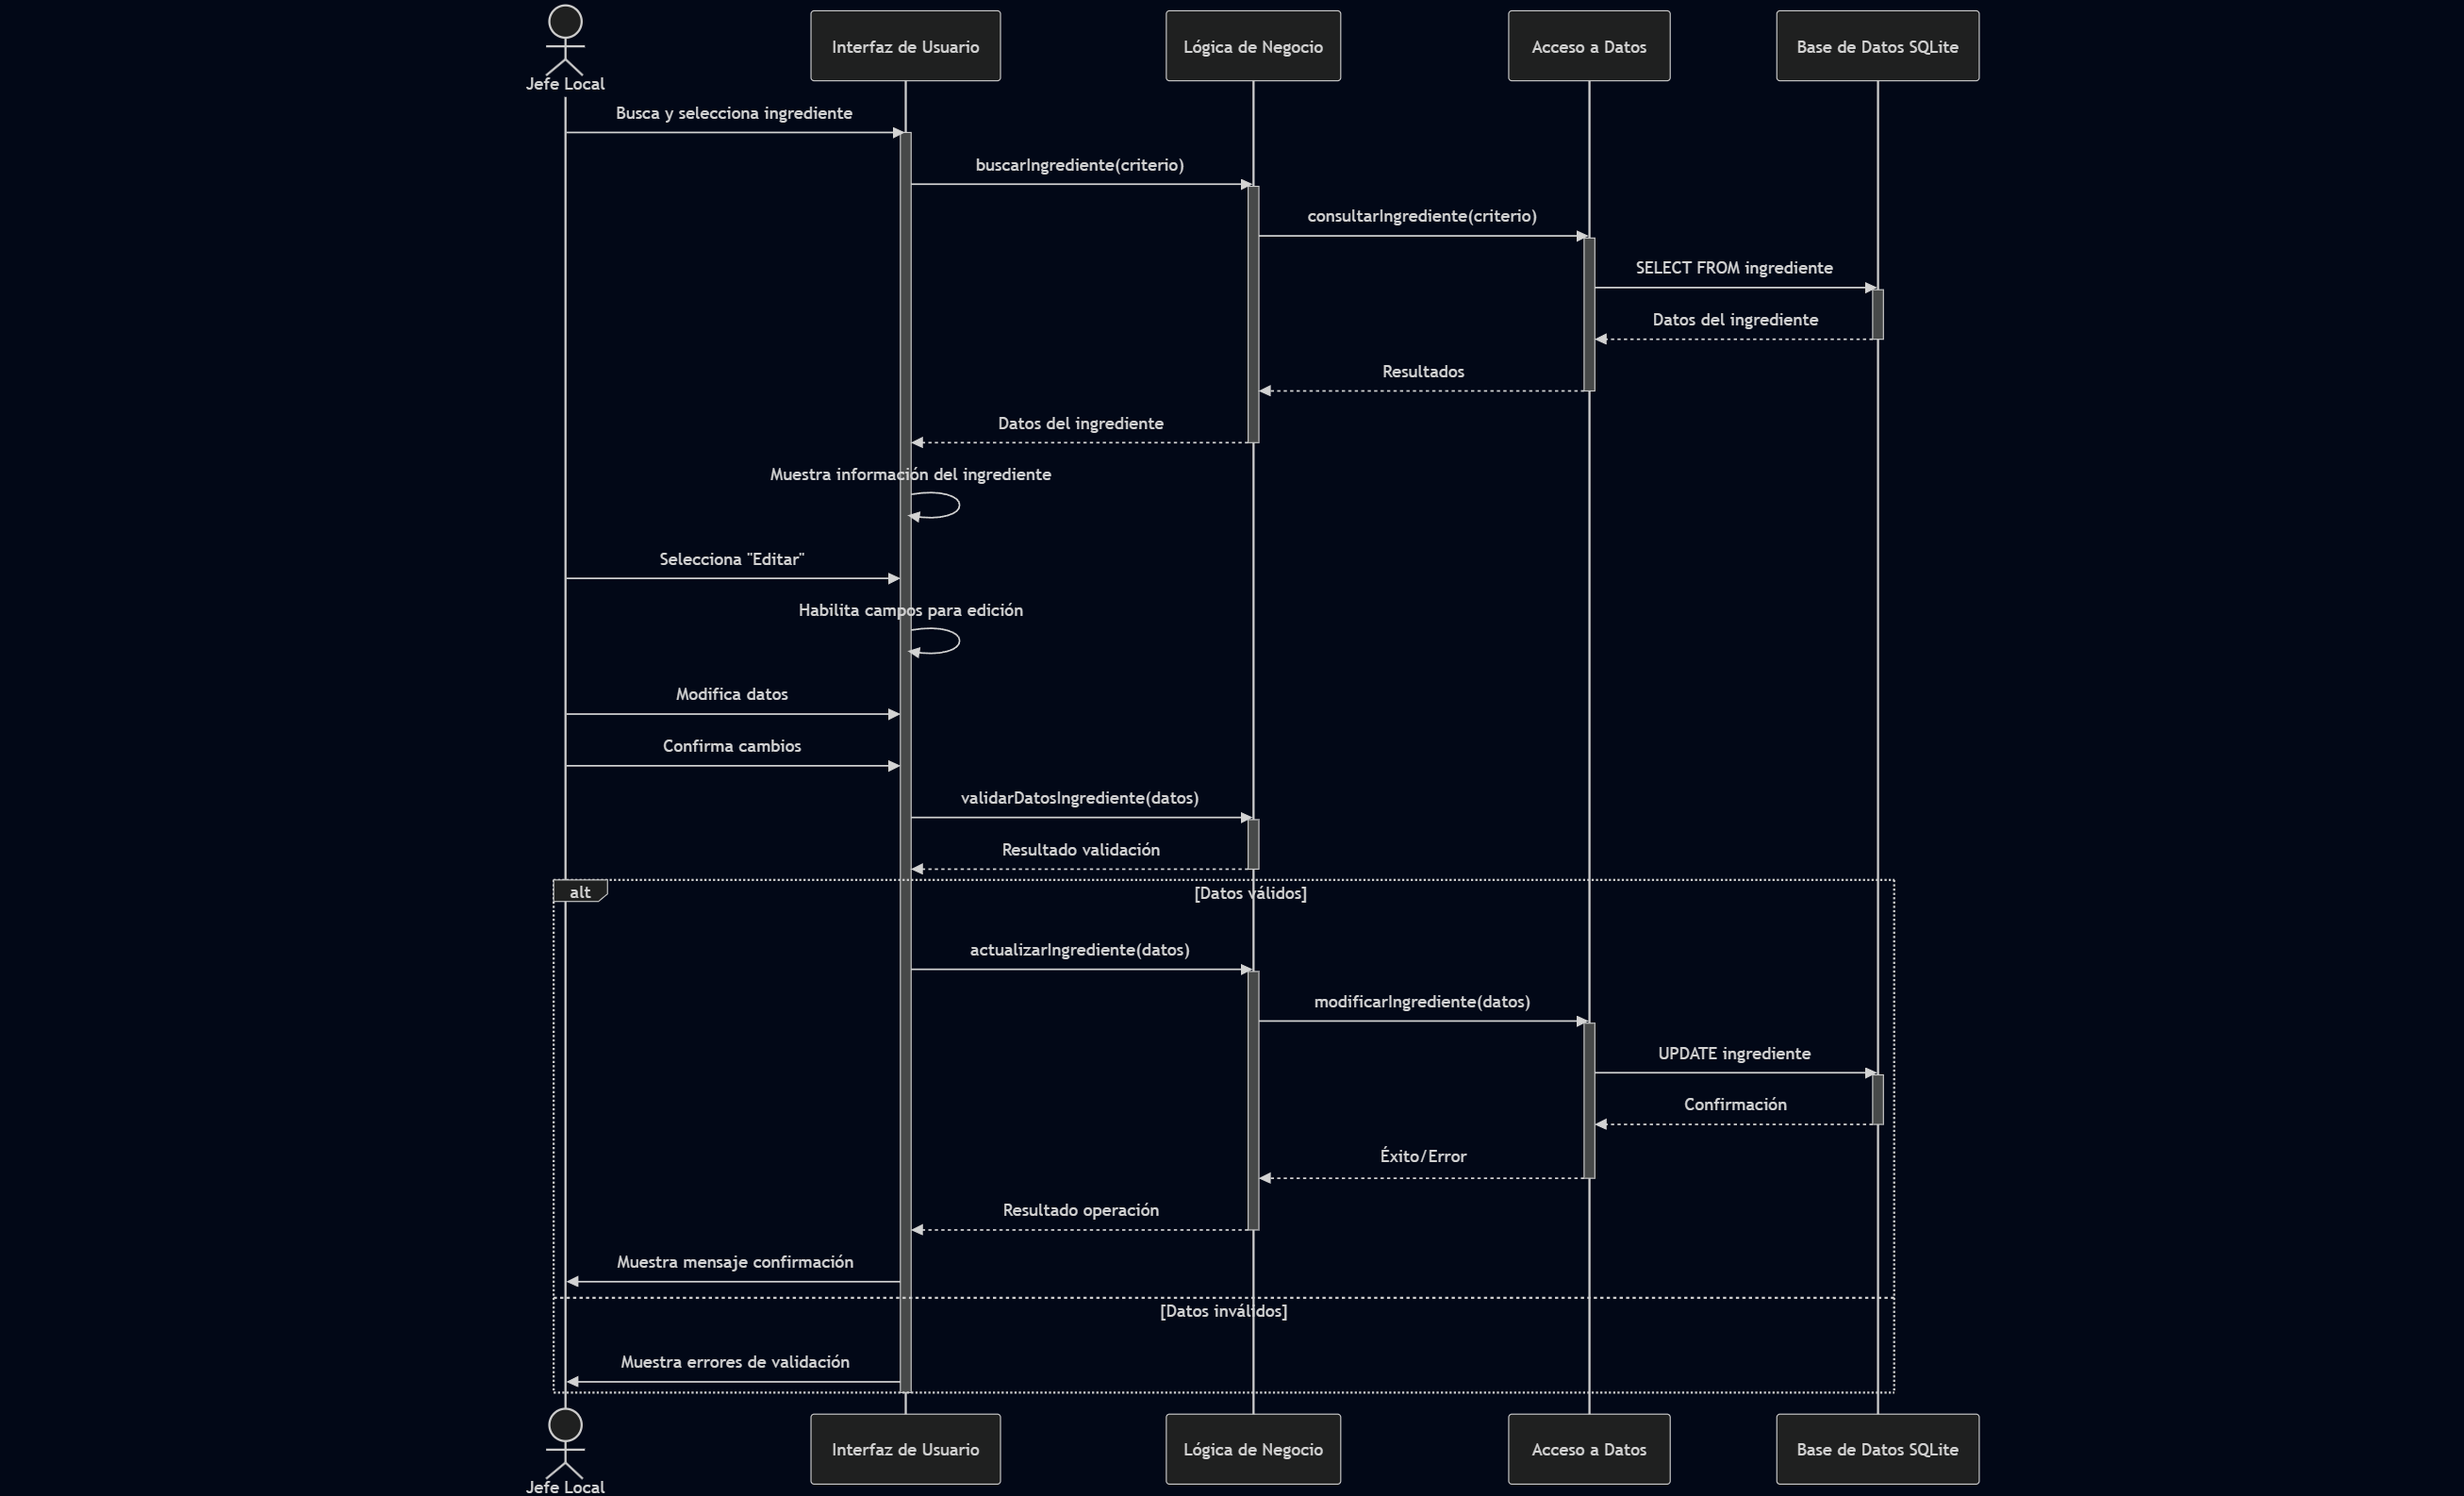 Jefe Local
Interfaz de Usuario
Lógica de Negocio
Acceso a Datos
Base de Datos SQLite
Busca y selecciona ingrediente
buscarIngrediente(criterio)
consultarIngrediente(criterio)
SELECT FROM ingrediente
Datos del ingrediente
Resultados
Datos del ingrediente
Muestra información del ingrediente
Selecciona "Editar"
Habilita campos para edición
Modifica datos
Confirma cambios
validarDatosIngrediente(datos)
Resultado validación
alt
[Datos válidos]
actualizarIngrediente(datos)
modificarIngrediente(datos)
UPDATE ingrediente
Confirmación
Éxito/Error
Resultado operación
Muestra mensaje confirmación
[Datos inválidos]
Muestra errores de validación
Interfaz de Usuario
Lógica de Negocio
Acceso a Datos
Base de Datos SQLite
Jefe Local